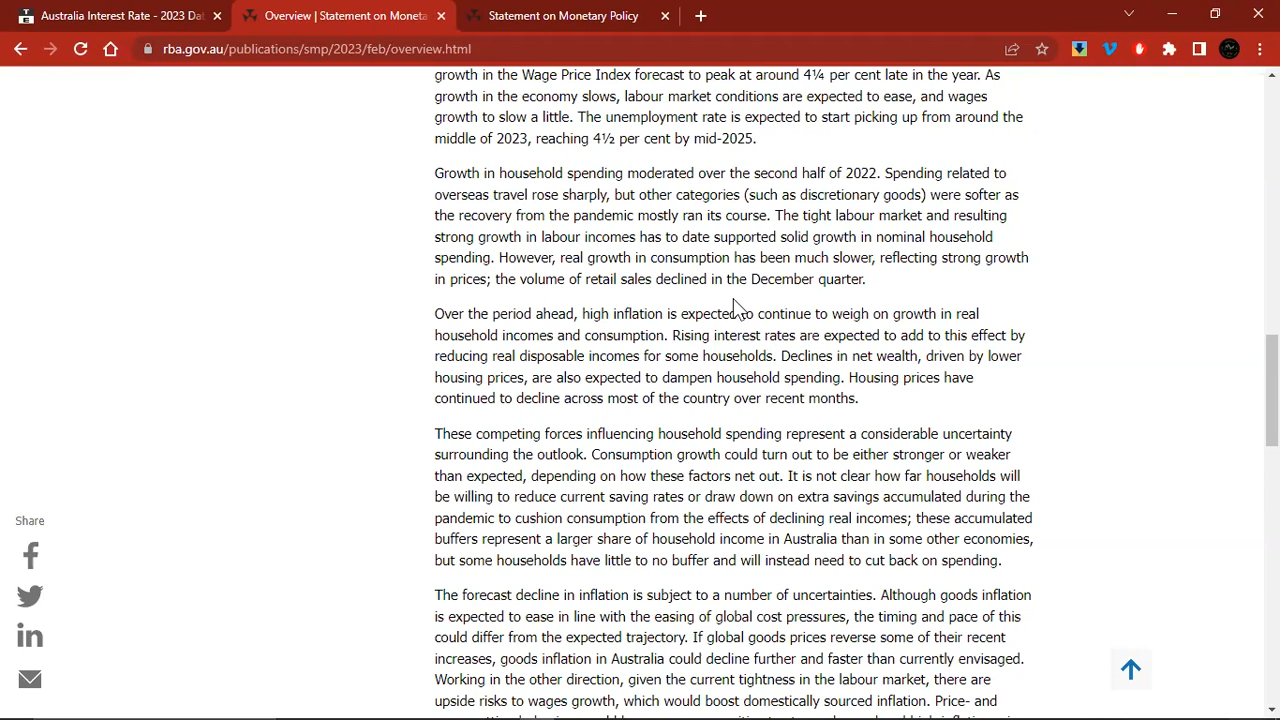 Australia Interest Rate - 2023 Dat
Overview | Statement on Moneta
Statement on Monetary Policy
rba.gov.au/publications/smp/2023/feb/overview.html
growth in the Wage Price Index forecast to peak at around 4¼ per cent late in the year. As
growth in the economy slows, labour market conditions are expected to ease, and wages
growth to slow a little. The unemployment rate is expected to start picking up from around the
middle of 2023, reaching 4½ per cent by mid-2025.
Growth in household spending moderated over the second half of 2022. Spending related to
overseas travel rose sharply, but other categories (such as discretionary goods) were softer as
the recovery from the pandemic mostly ran its course. The tight labour market and resulting
strong growth in labour incomes has to date supported solid growth in nominal household
spending. However, real growth in consumption has been much slower, reflecting strong growth
in prices; the volume of retail sales declined in the December quarter.
Over the period ahead, high inflation is expected to continue to weigh on growth in real
household incomes and consumption. Rising interest rates are expected to add to this effect by
reducing real disposable incomes for some households. Declines in net wealth, driven by lower
housing prices, are also expected to dampen household spending. Housing prices have
continued to decline across most of the country over recent months.
These competing forces influencing household spending represent a considerable uncertainty
surrounding the outlook. Consumption growth could turn out to be either stronger or weaker
than expected, depending on how these factors net out. It is not clear how far households will
be willing to reduce current saving rates or draw down on extra savings accumulated during the
pandemic to cushion consumption from the effects of declining real incomes; these accumulated
buffers represent a larger share of household income in Australia than in some other economies,
but some households have little to no buffer and will instead need to cut back on spending.
Share
The forecast decline in inflation is subject to a number of uncertainties. Although goods inflation
is expected to ease in line with the easing of global cost pressures, the timing and pace of this
could differ from the expected trajectory. If global goods prices reverse some of their recent
increases, goods inflation in Australia could decline further and faster than currently envisaged.
Working in the other direction, given the current tightness in the labour market, there are
upside risks to wages growth, which would boost domestically sourced inflation. Price- and